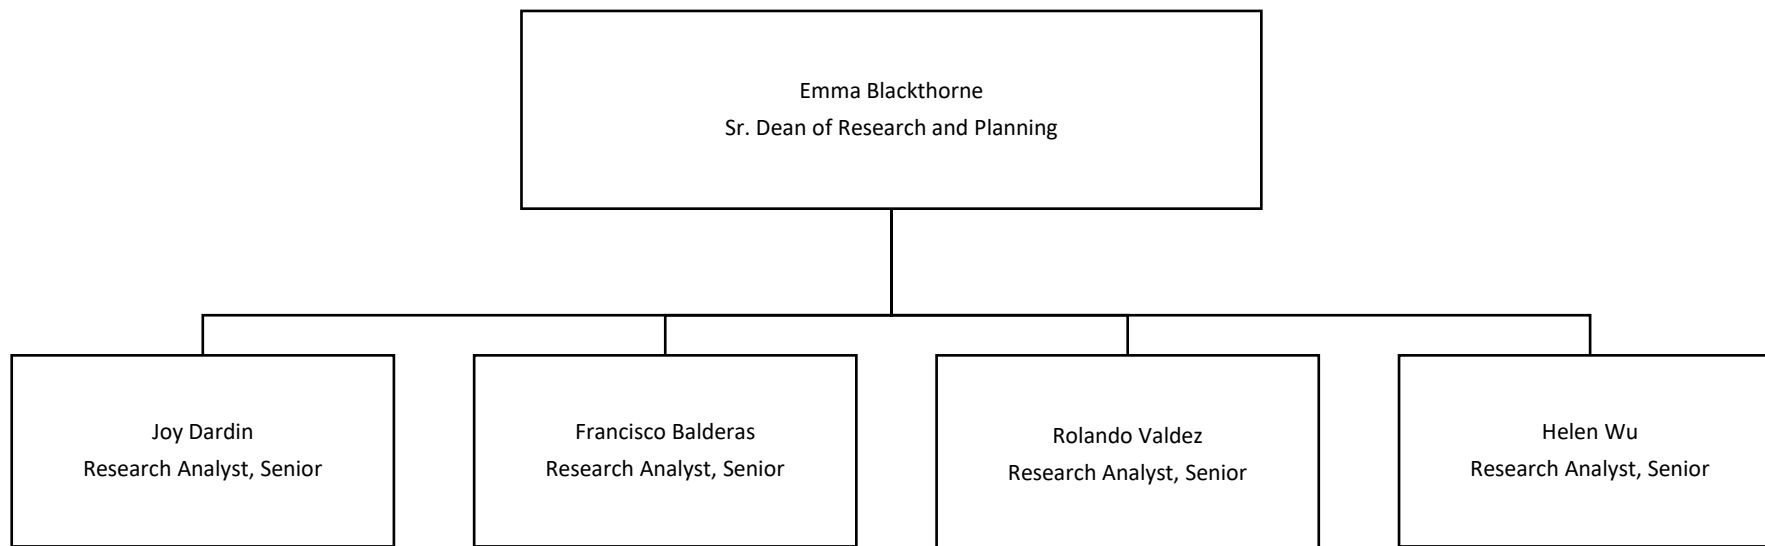 Emma Blackthorne
Sr. Dean of Research and Planning
Joy Dardin
Research Analyst, Senior
Francisco Balderas
Research Analyst, Senior
Rolando Valdez
Research Analyst, Senior
Helen Wu
Research Analyst, Senior